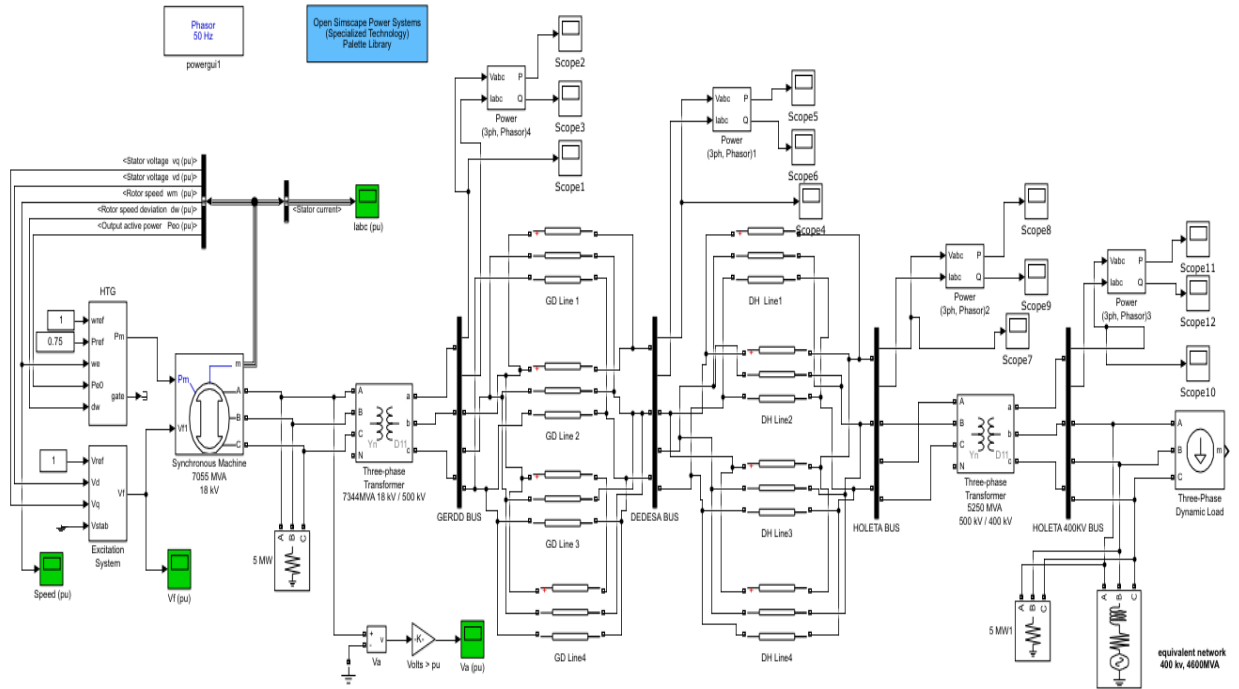 Phasor
50 Hz
powergui1
Open Simscape Power Systems
(Specialized Technology)
Palette Library
Scope2
Vabc P
Iabc Q
Power
(3ph, Phasor)4
Scope3
Scope1
Vabc P
Iabc Q
Power
(3ph, Phasor)1
Scope5
Scope6
Scope4
<Stator voltage vq (pu)>
<Stator voltage vd (pu)>
<Rotor speed wm (pu)>
<Rotor speed deviation dw (pu)>
<Output active power Peo (pu)>
<Stator current>
Iabc (pu)
Scope8
Vabc P
Iabc Q
Power
(3ph, Phasor)2
Scope9
Scope7
Scope11
Vabc P
Iabc Q
Power
(3ph, Phasor)3
Scope12
Scope10
HTG
1
0.75
wref
Pref
we
Pe0
dw
Pm
gate
Pm
Vf1
m
A
B
C
Synchronous Machine
7055 MVA
18 kV
1
Vref
Vd
Vq
Vstab
Vf
Excitation
System
Speed (pu)
Vf (pu)
A B C
5 MW
A
B
C
N
a
b
c
Yn D11
Three-phase
Transformer
7344MVA 18 kV / 500 kV
+
-
v
Va
-K-
Volts > pu
Va (pu)
GERDD BUS
GD Line 1
GD Line 2
GD Line 3
GD Line4
DEDESA BUS
DH Line1
DH Line2
DH Line3
DH Line4
HOLETA BUS
A
B
C
N
a
b
c
Yn D11
Three-phase
Transformer
5250 MVA
500 kV / 400 kV
HOLETA 400KV BUS
A
B
C
m
Three-Phase
Dynamic Load
A B C
5 MW1
A B C
equivalent network
400 kv, 4600MVA